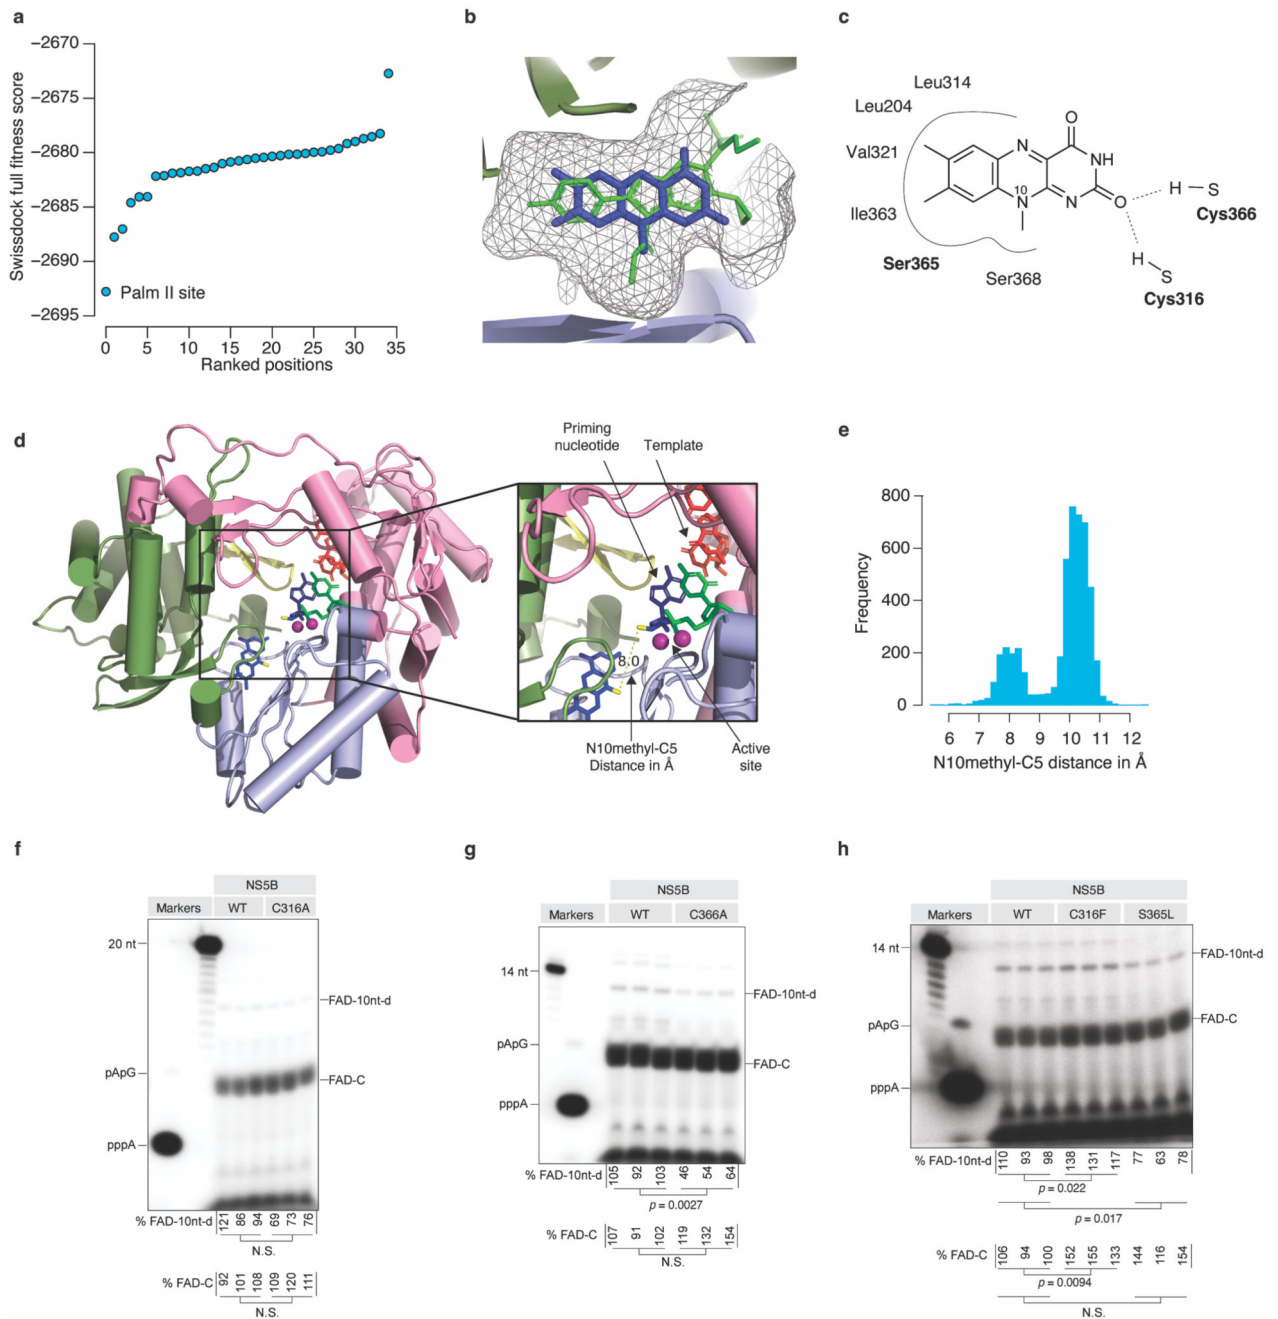 a
Swissdock full fitness score
−2670
−2675
−2680
−2685
−2690
−2695
Palm II site
0 5 10 15 20 25 30 35
Ranked positions
b
c
Leu314
Leu204
Val321
Ile363
Ser365
Ser368
O
N
NH
10
N
N
O
H
S
Cys366
H
S
Cys316
d
Priming
nucleotide
Template
8.0
N10methyl-C5
Distance in Å
Active
site
e
Frequency
800
600
400
200
0
6 7 8 9 10 11 12
N10methyl-C5 distance in Å
f
NS5B
Markers WT C316A
20 nt
FAD-10nt-d
pApG
FAD-C
pppA
% FAD-10nt-d 121 86 94 69 73 76
N.S.
% FAD-C 92 101 108 109 120 111
N.S.
g
NS5B
Markers WT C366A
14 nt
FAD-10nt-d
pApG
FAD-C
pppA
% FAD-10nt-d 105 92 103 46 54 64
p = 0.0027
% FAD-C 107 91 102 119 132 154
N.S.
h
NS5B
Markers WT C316F S365L
14 nt
FAD-10nt-d
FAD-C
pApG
pppA
% FAD-10nt-d 110 93 98 138 131 117 77 63 78
p = 0.022
p = 0.017
% FAD-C 106 94 100 152 155 133 144 116 154
p = 0.0094
N.S.